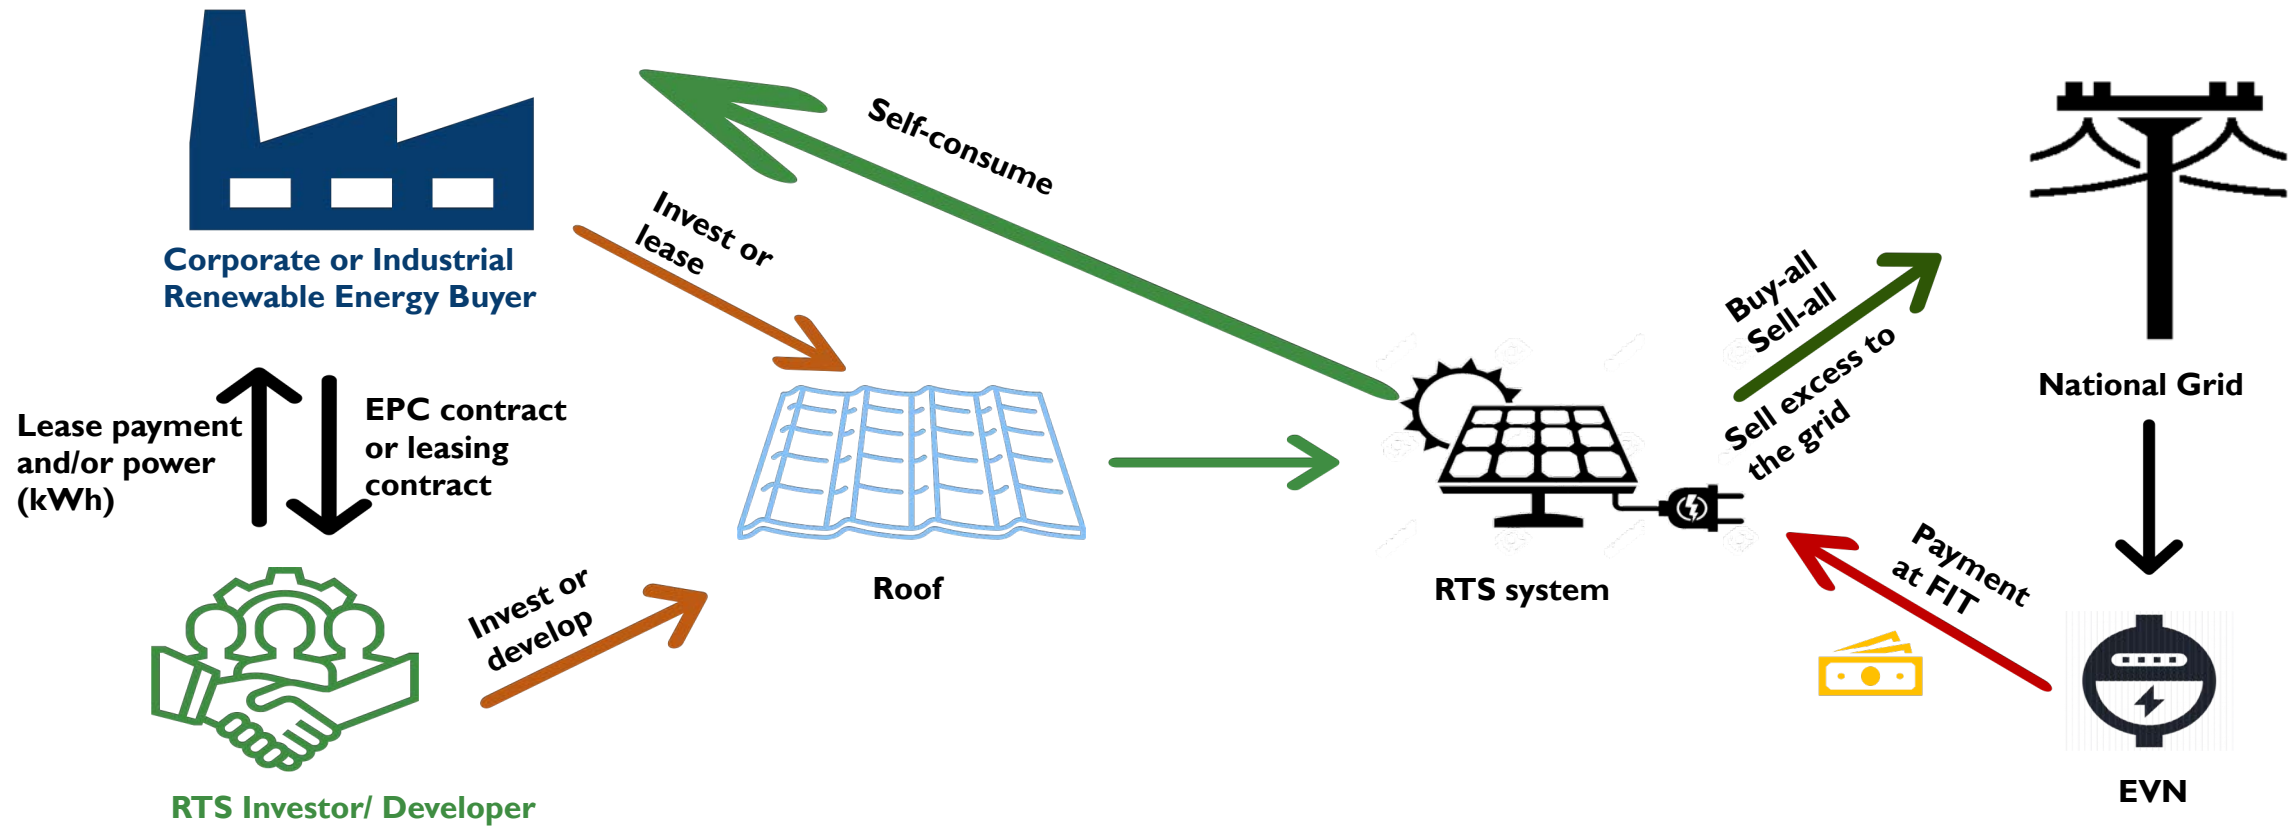 Corporate or Industrial
Renewable Energy Buyer
Self-consume
Invest or
lease
Lease payment
and/or power
(kWh)
EPC contract
or leasing
contract
Invest or
develop
RTS Investor/ Developer
Roof
RTS system
Buy-all
Sell-all
Sell excess to
the grid
National Grid
Payment
at FIT
EVN